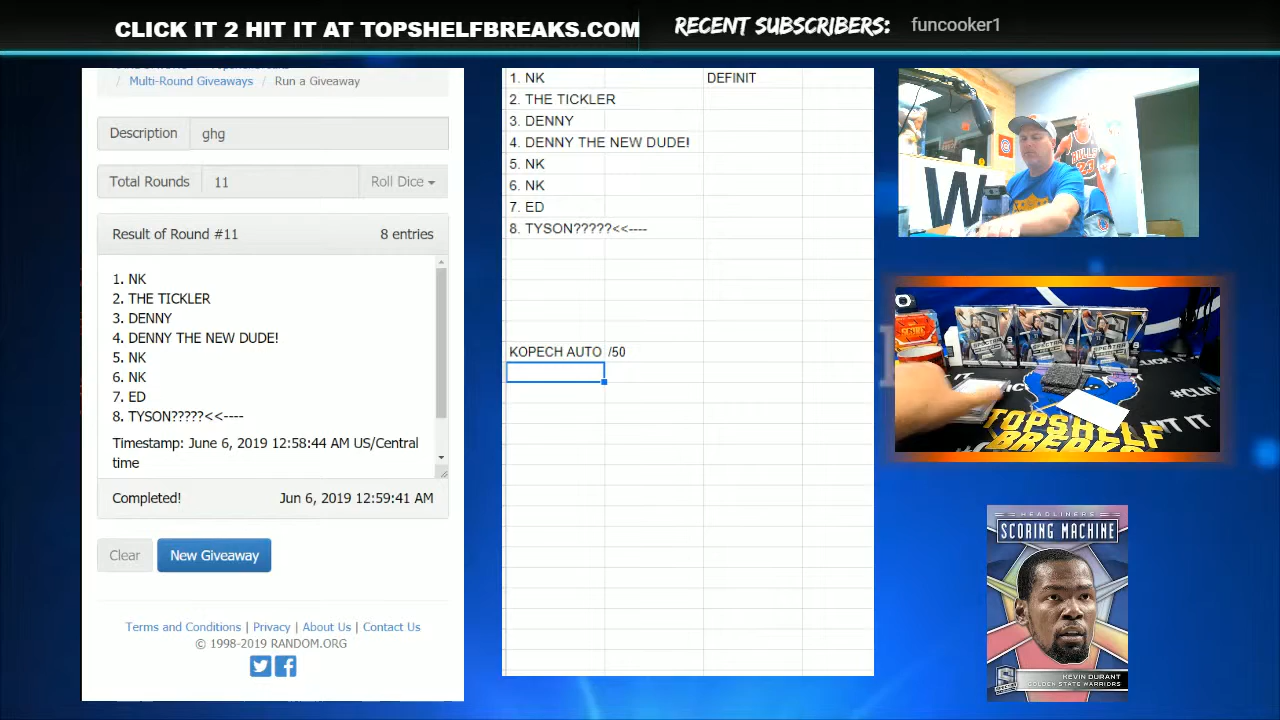 CLICK IT 2 HIT IT AT TOPSHELFBREAKS.COM
RECENT SUBSCRIBERS: funcooker1
/ Multi-Round Giveaways / Run a Giveaway
Description ghg
Total Rounds 11 Roll Dice
Result of Round #11 8 entries
1. NK
2. THE TICKLER
3. DENNY
4. DENNY THE NEW DUDE!
5. NK
6. NK
7. ED
8. TYSON?????<<----
Timestamp: June 6, 2019 12:58:44 AM US/Central
time
Completed! Jun 6, 2019 12:59:41 AM
Clear New Giveaway
Terms and Conditions | Privacy | About Us | Contact Us
© 1998-2019 RANDOM.ORG
1. NK DEFINIT
2. THE TICKLER
3. DENNY
4. DENNY THE NEW DUDE!
5. NK
6. NK
7. ED
8. TYSON?????<<----
KOPECH AUTO /50
W
BULLS
23
TOPSHELF
BREAKS
HEADLINERS
SCORING MACHINE
KEVIN DURANT
GOLDEN STATE WARRIORS